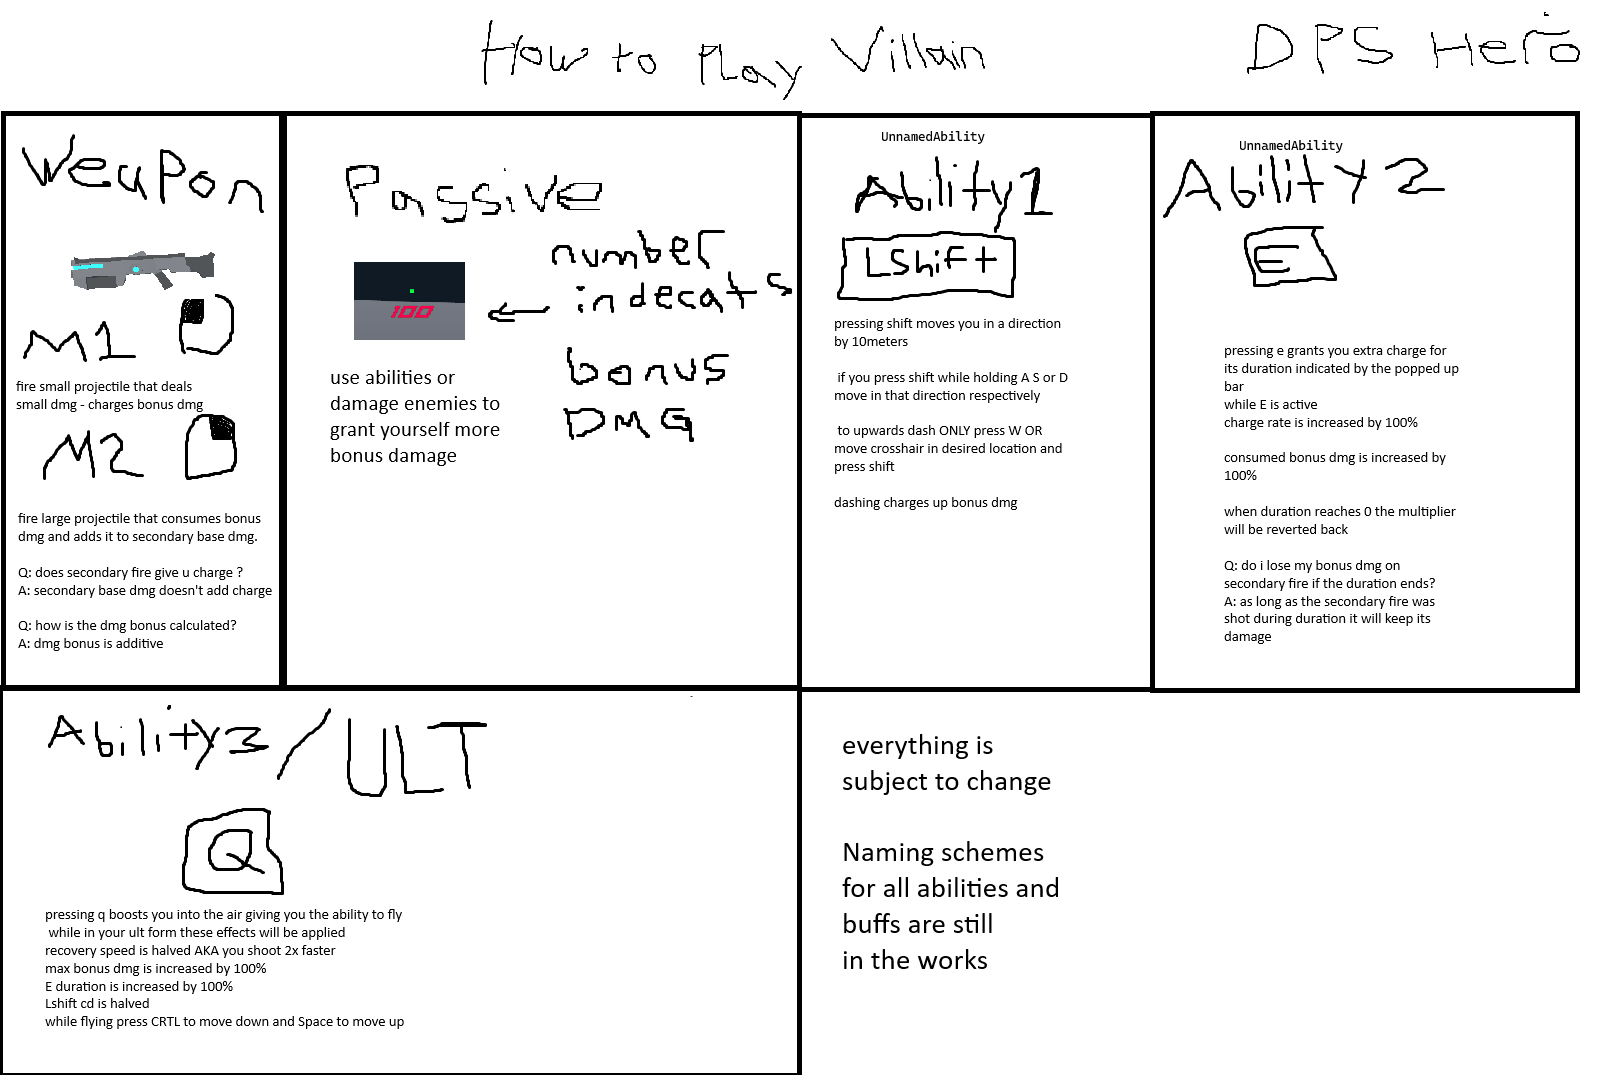 How to Play Villain
DPS Hero
Weapon
M1
fire small projectile that deals
small dmg - charges bonus dmg
M2
fire large projectile that consumes bonus
dmg and adds it to secondary base dmg.
Q: does secondary fire give u charge ?
A: secondary base dmg doesn't add charge
Q: how is the dmg bonus calculated?
A: dmg bonus is additive
Passive
100
number
indecats
bonus
DMG
use abilities or
damage enemies to
grant yourself more
bonus damage
UnnamedAbility
Ability1
LShift
pressing shift moves you in a direction
by 10meters
if you press shift while holding A S or D
move in that direction respectively
to upwards dash ONLY press W OR
move crosshair in desired location and
press shift
dashing charges up bonus dmg
UnnamedAbility
Ability 2
E
pressing e grants you extra charge for
its duration indicated by the popped up
bar
while E is active
charge rate is increased by 100%
consumed bonus dmg is increased by
100%
when duration reaches 0 the multiplier
will be reverted back
Q: do i lose my bonus dmg on
secondary fire if the duration ends?
A: as long as the secondary fire was
shot during duration it will keep its
damage
Ability3/ULT
Q
pressing q boosts you into the air giving you the ability to fly
while in your ult form these effects will be applied
recovery speed is halved AKA you shoot 2x faster
max bonus dmg is increased by 100%
E duration is increased by 100%
Lshift cd is halved
while flying press CRTL to move down and Space to move up
everything is
subject to change
Naming schemes
for all abilities and
buffs are still
in the works